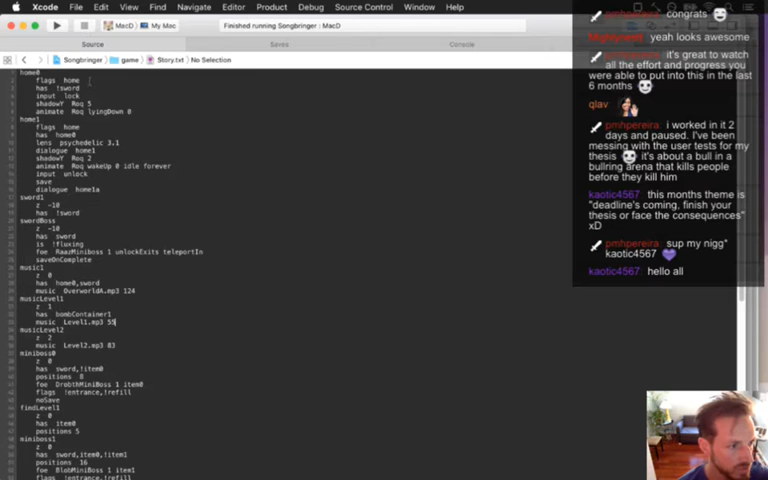 Xcode File Edit View Find Navigate Editor Product Debug Source Control Window Help
MacD My Mac Finished running Songbringer : MacD
Source Saves Console
Songbringer game Story.txt No Selection
home0
flags home
has !sword
input lock
shadowY Roq 5
animate Roq lyingDown 0
home1
flags home
has home0
lens psychedelic 3.1
dialogue home1
shadowY Roq 2
animate Roq wakeUp 0 idle forever
input unlock
save
dialogue home1a
sword1
z -10
has !sword
swordBoss
z -10
has sword
is !fluxing
foe RaazMiniboss 1 unlockExits teleportIn
saveOnComplete
music1
z 0
has home0,sword
music OverworldA.mp3 124
musicLevel1
z 1
has bombContainer1
music Level1.mp3 55
musicLevel2
z 2
music Level2.mp3 83
miniboss0
z 0
has sword,!item0
positions 8
foe DrobthMiniBoss 1 item0
flags !entrance,!refill
noSave
findLevel1
z 0
has item0
positions 5
miniboss1
z 0
has sword,item0,!item1
positions 16
foe BlobMiniBoss 1 item1
flags !entrance,!refill
pmhpereira: congrats
yeah looks awesome
pmhpereira: it's great to watch
all the effort and progress you
were able to put into this in the last
6 months
qlav
pmhpereira: i worked in it 2
days and paused. I've been
messing with the user tests for my
thesis it's about a bull in a
bullring arena that kills people
before they kill him
kaotic4567: this months theme is
"deadline's coming, finish your
thesis or face the consequences"
xD
pmhpereira: sup my nigg*
kaotic4567
kaotic4567: hello all